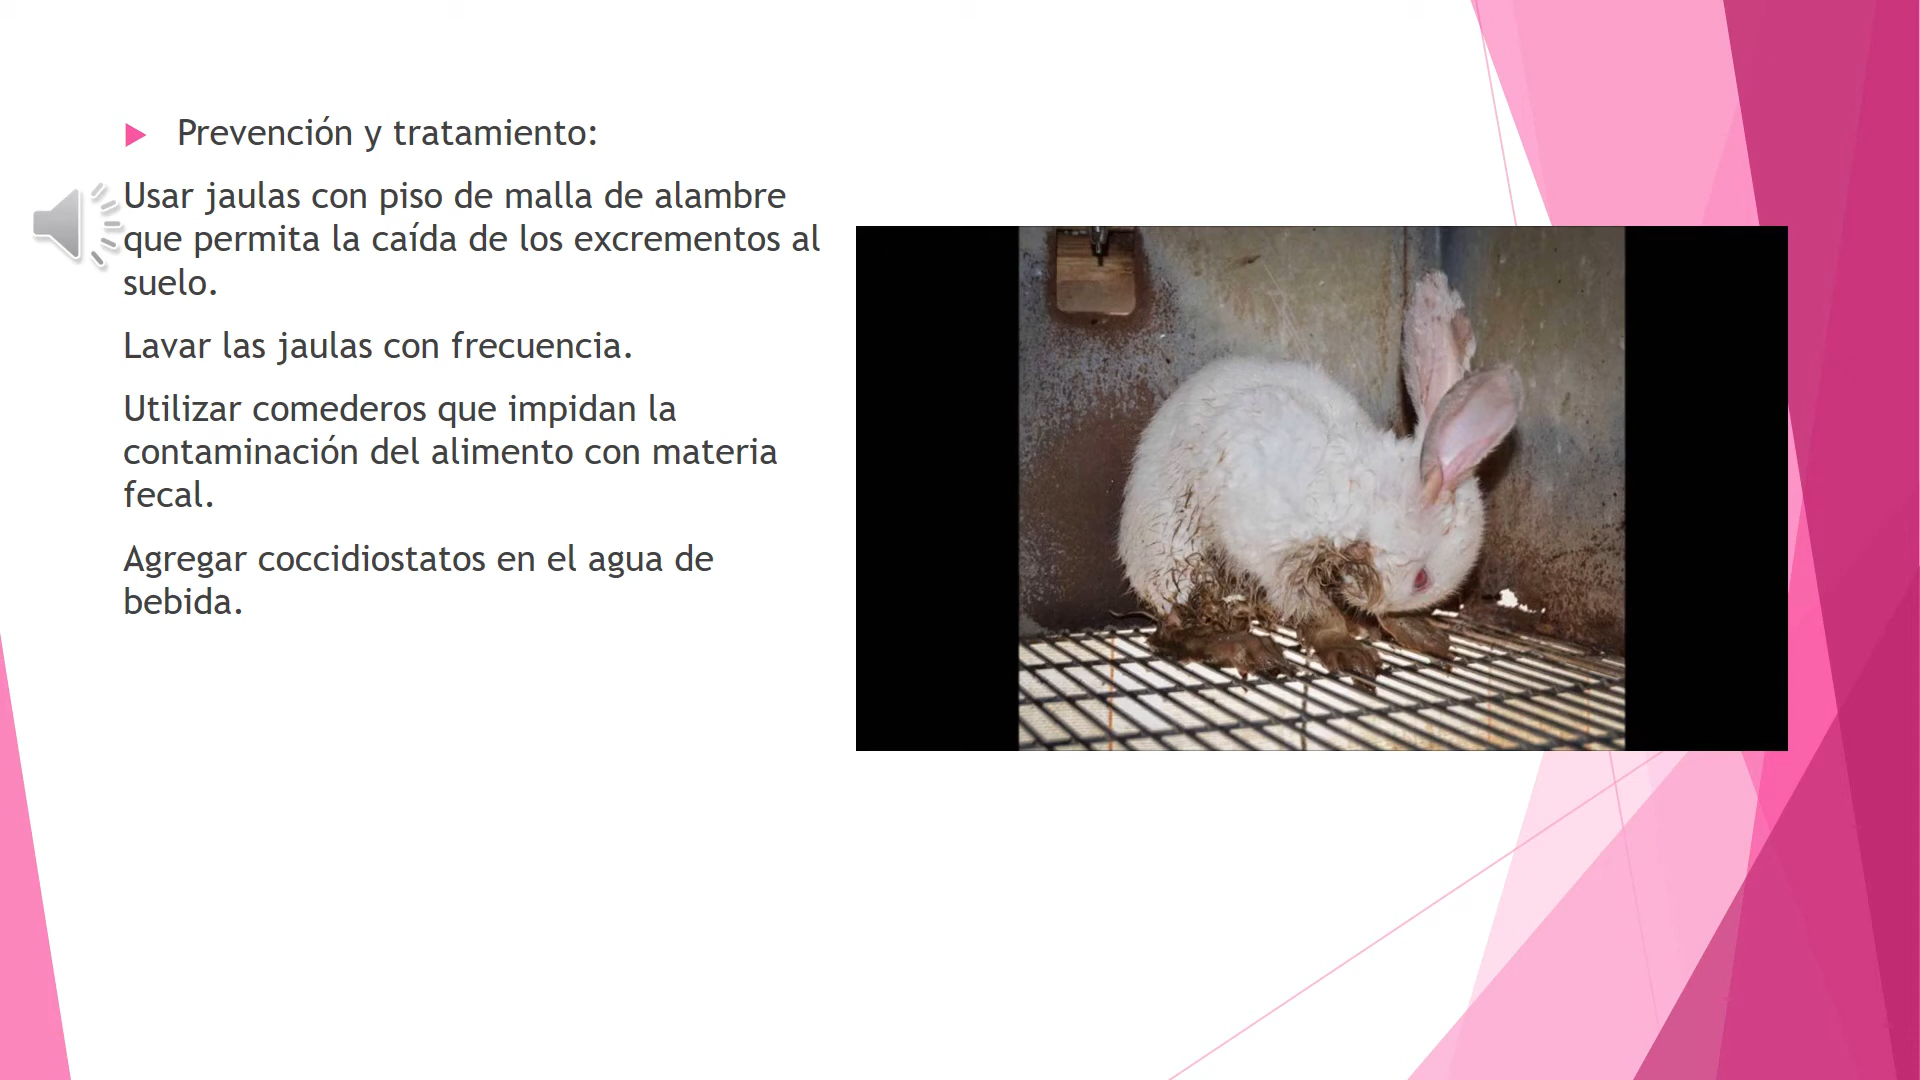 Prevención y tratamiento:
Usar jaulas con piso de malla de alambre
que permita la caída de los excrementos al
suelo.
Lavar las jaulas con frecuencia.
Utilizar comederos que impidan la
contaminación del alimento con materia
fecal.
Agregar coccidiostatos en el agua de
bebida.